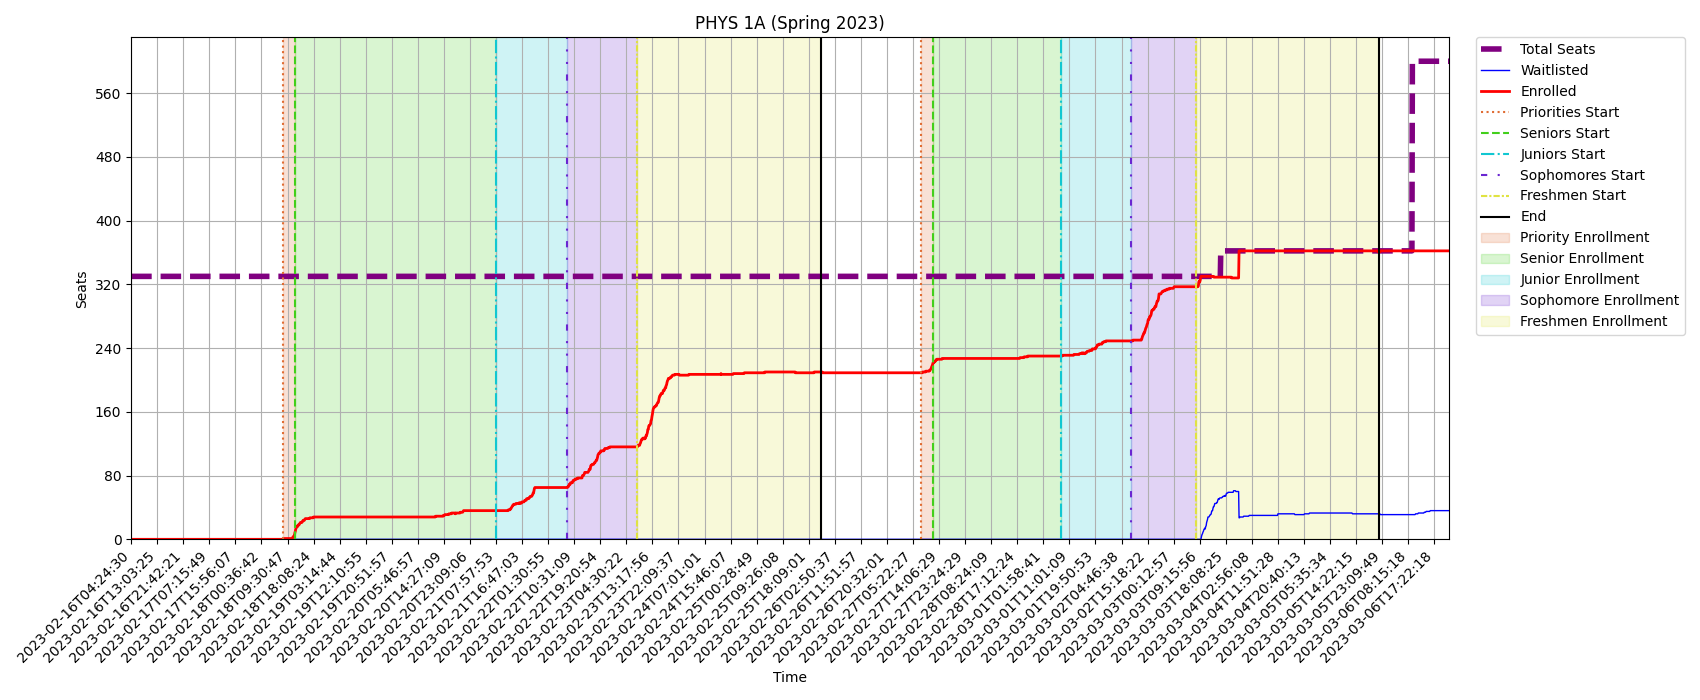 PHYS 1A (Spring 2023)
Seats
560
480
400
320
240
160
80
0
2023-02-16T04:24:30
2023-02-16T13:03:25
2023-02-16T21:42:21
2023-02-17T07:15:49
2023-02-17T15:56:07
2023-02-18T00:36:42
2023-02-18T09:30:47
2023-02-18T18:08:24
2023-02-19T03:14:44
2023-02-19T12:10:55
2023-02-19T20:51:57
2023-02-20T05:46:57
2023-02-20T14:27:09
2023-02-20T23:09:06
2023-02-21T07:57:53
2023-02-21T16:47:03
2023-02-22T01:30:55
2023-02-22T10:31:09
2023-02-22T19:20:54
2023-02-23T04:30:22
2023-02-23T13:17:56
2023-02-23T22:09:37
2023-02-24T07:01:01
2023-02-24T15:46:07
2023-02-25T00:28:49
2023-02-25T09:26:08
2023-02-25T18:09:01
2023-02-26T02:50:37
2023-02-26T11:51:57
2023-02-26T20:32:01
2023-02-27T05:22:27
2023-02-27T14:06:29
2023-02-27T23:24:29
2023-02-28T08:24:09
2023-02-28T17:12:24
2023-03-01T01:58:41
2023-03-01T11:01:09
2023-03-01T19:50:53
2023-03-02T04:46:38
2023-03-02T15:18:22
2023-03-03T00:12:57
2023-03-03T09:15:56
2023-03-03T18:08:25
2023-03-04T02:56:08
2023-03-04T11:51:28
2023-03-04T20:40:13
2023-03-05T05:35:34
2023-03-05T14:22:15
2023-03-05T23:09:49
2023-03-06T08:15:18
2023-03-06T17:22:18
Time
Total Seats
Waitlisted
Enrolled
Priorities Start
Seniors Start
Juniors Start
Sophomores Start
Freshmen Start
End
Priority Enrollment
Senior Enrollment
Junior Enrollment
Sophomore Enrollment
Freshmen Enrollment